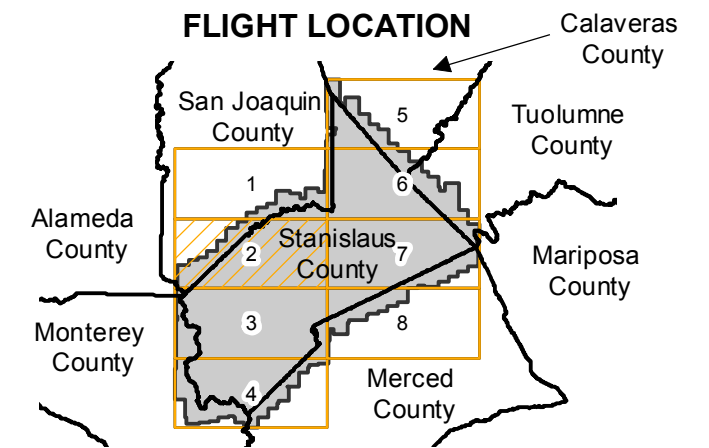 FLIGHT LOCATION
Calaveras
County
San Joaquin
County
5
Tuolumne
County
1
6
Alameda
County
2
Stanislaus
County
7
Mariposa
County
Monterey
County
3
8
4
Merced
County